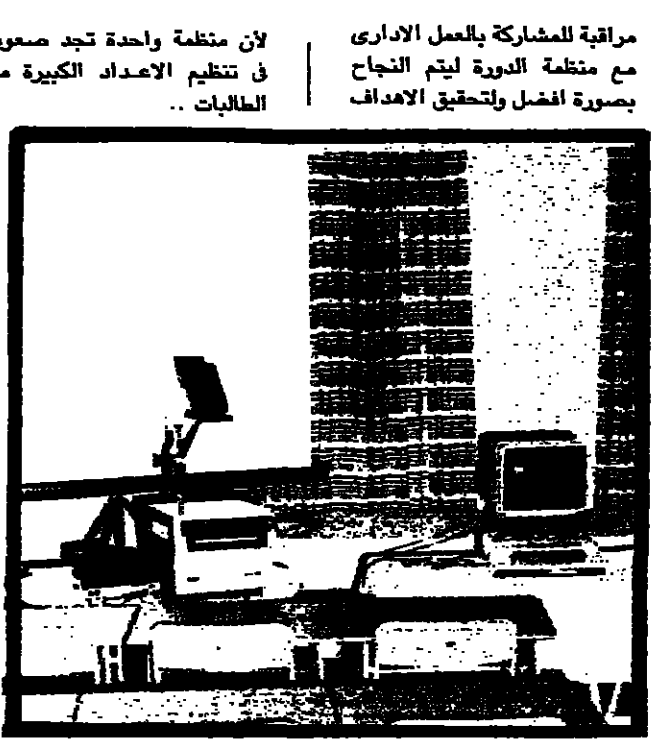 مراقبة للمشاركة بالعمل الادارى
مع منظمة الدورة ليتم النجاح
بصورة افضل ولتحقيق الاهداف
لأن منظمة واحدة تجد
فى تنظيم الاعداد الكبيرة
الطالبات ..